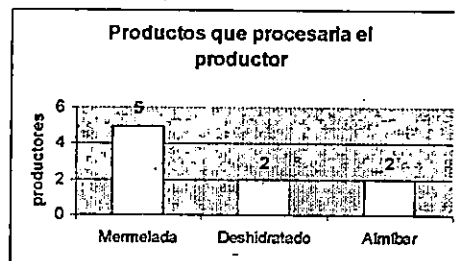 Productos que procesaria el
productor
productores
6
4
2
0
5
2
2
Mermelada Deshidratado Almibar